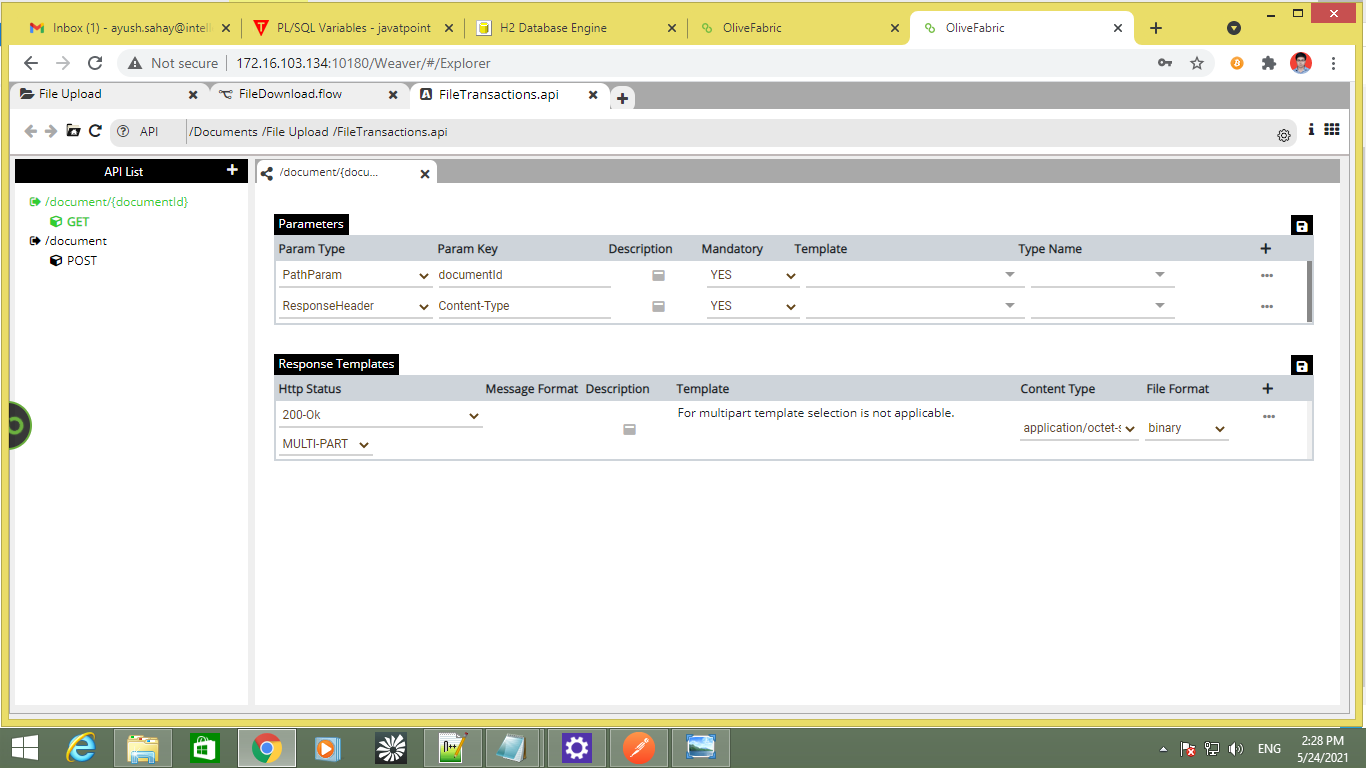 Inbox (1) - ayush.sahay@intell
PL/SQL Variables - javatpoint
H2 Database Engine
OliveFabric
OliveFabric
Not secure
172.16.103.134:10180/Weaver/#/Explorer
File Upload
FileDownload.flow
FileTransactions.api
API
/Documents /File Upload /FileTransactions.api
API List
/document/{docu...
/document/{documentId}
GET
/document
POST
Parameters
Param Type Param Key Description Mandatory Template Type Name
PathParam documentId YES
ResponseHeader Content-Type YES
Response Templates
Http Status Message Format Description Template Content Type File Format
200-Ok For multipart template selection is not applicable.
application/octet-s binary
MULTI-PART
N++
ENG
2:28 PM
5/24/2021